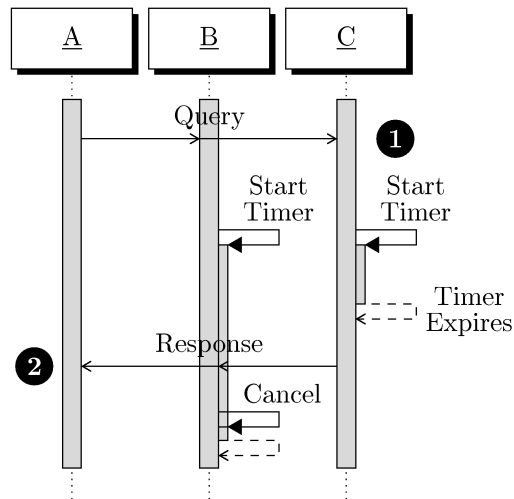 A
B
C
Query
1
Start
Timer
Start
Timer
Timer
Expires
Response
2
Cancel